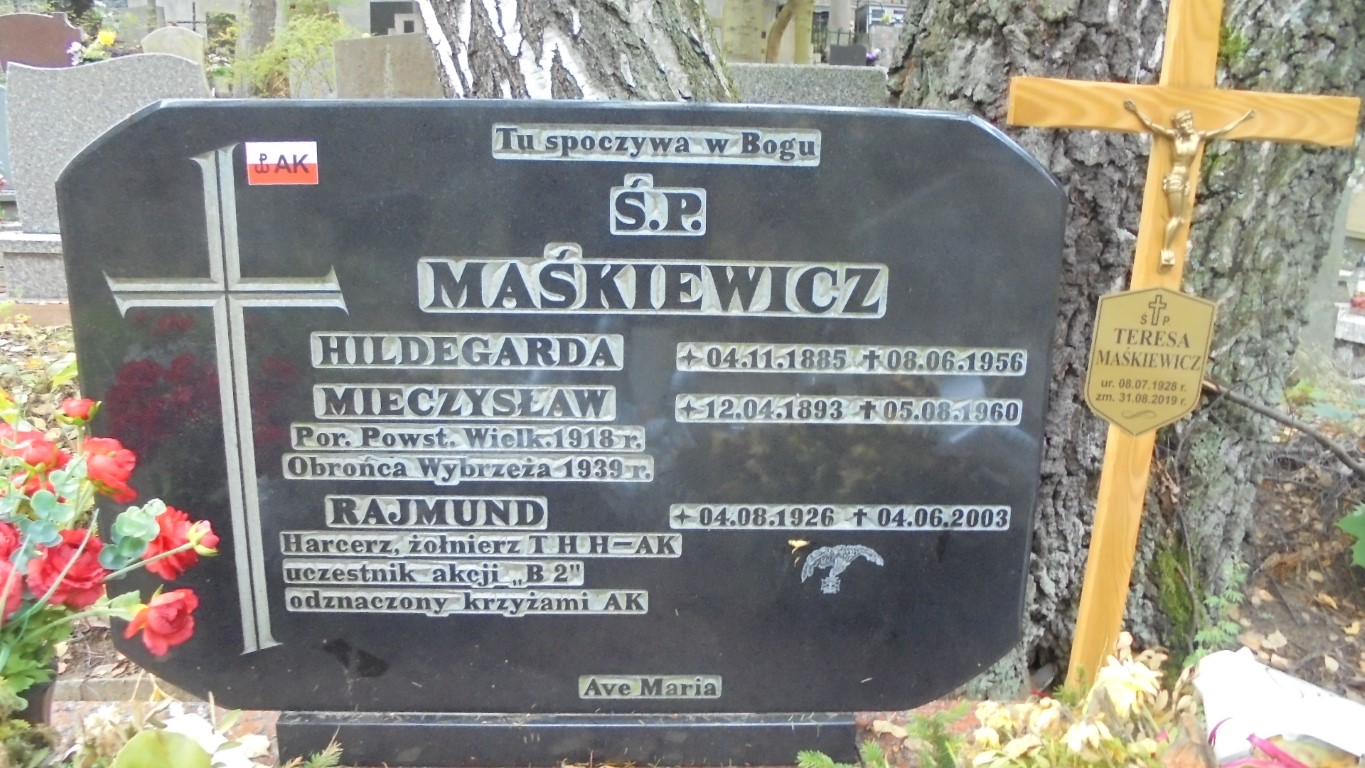 AK
Tu spoczywa w Bogu
Ś.P.
MAŚKIEWICZ
HILDEGARDA 04.11.1885 08.06.1956
MIECZYSŁAW 12.04.1893 05.08.1960
Por. Powst. Wielk. 1918 r.
Obrońca Wybrzeża 1939 r.
RAJMUND 04.08.1926 04.06.2003
Harcerz, żołnierz T H H-AK
uczestnik akcji „B 2"
odznaczony krzyżami AK
Ave Maria
Ś P.
TERESA
MAŚKIEWICZ
ur. 08.07.1928 r.
zm. 31.08.2019 r.